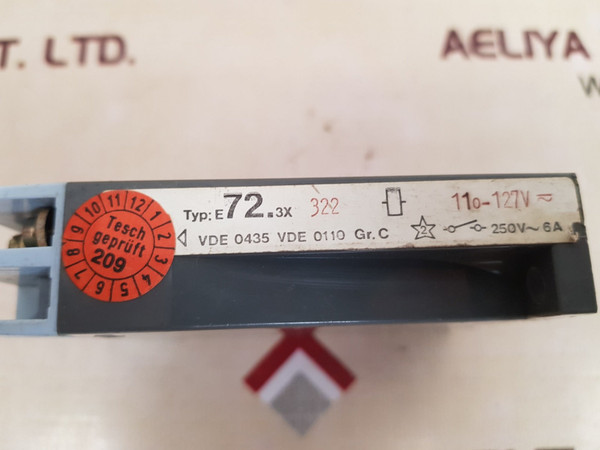 T. LTD.
AELIYA
W
Typ: E72.3X 322 110-127V ≂
VDE 0435 VDE 0110 Gr. C 2 250V~ 6A
10 11 12 1 2 3 4 5 6 7 8 9
Tesch
geprüft
209